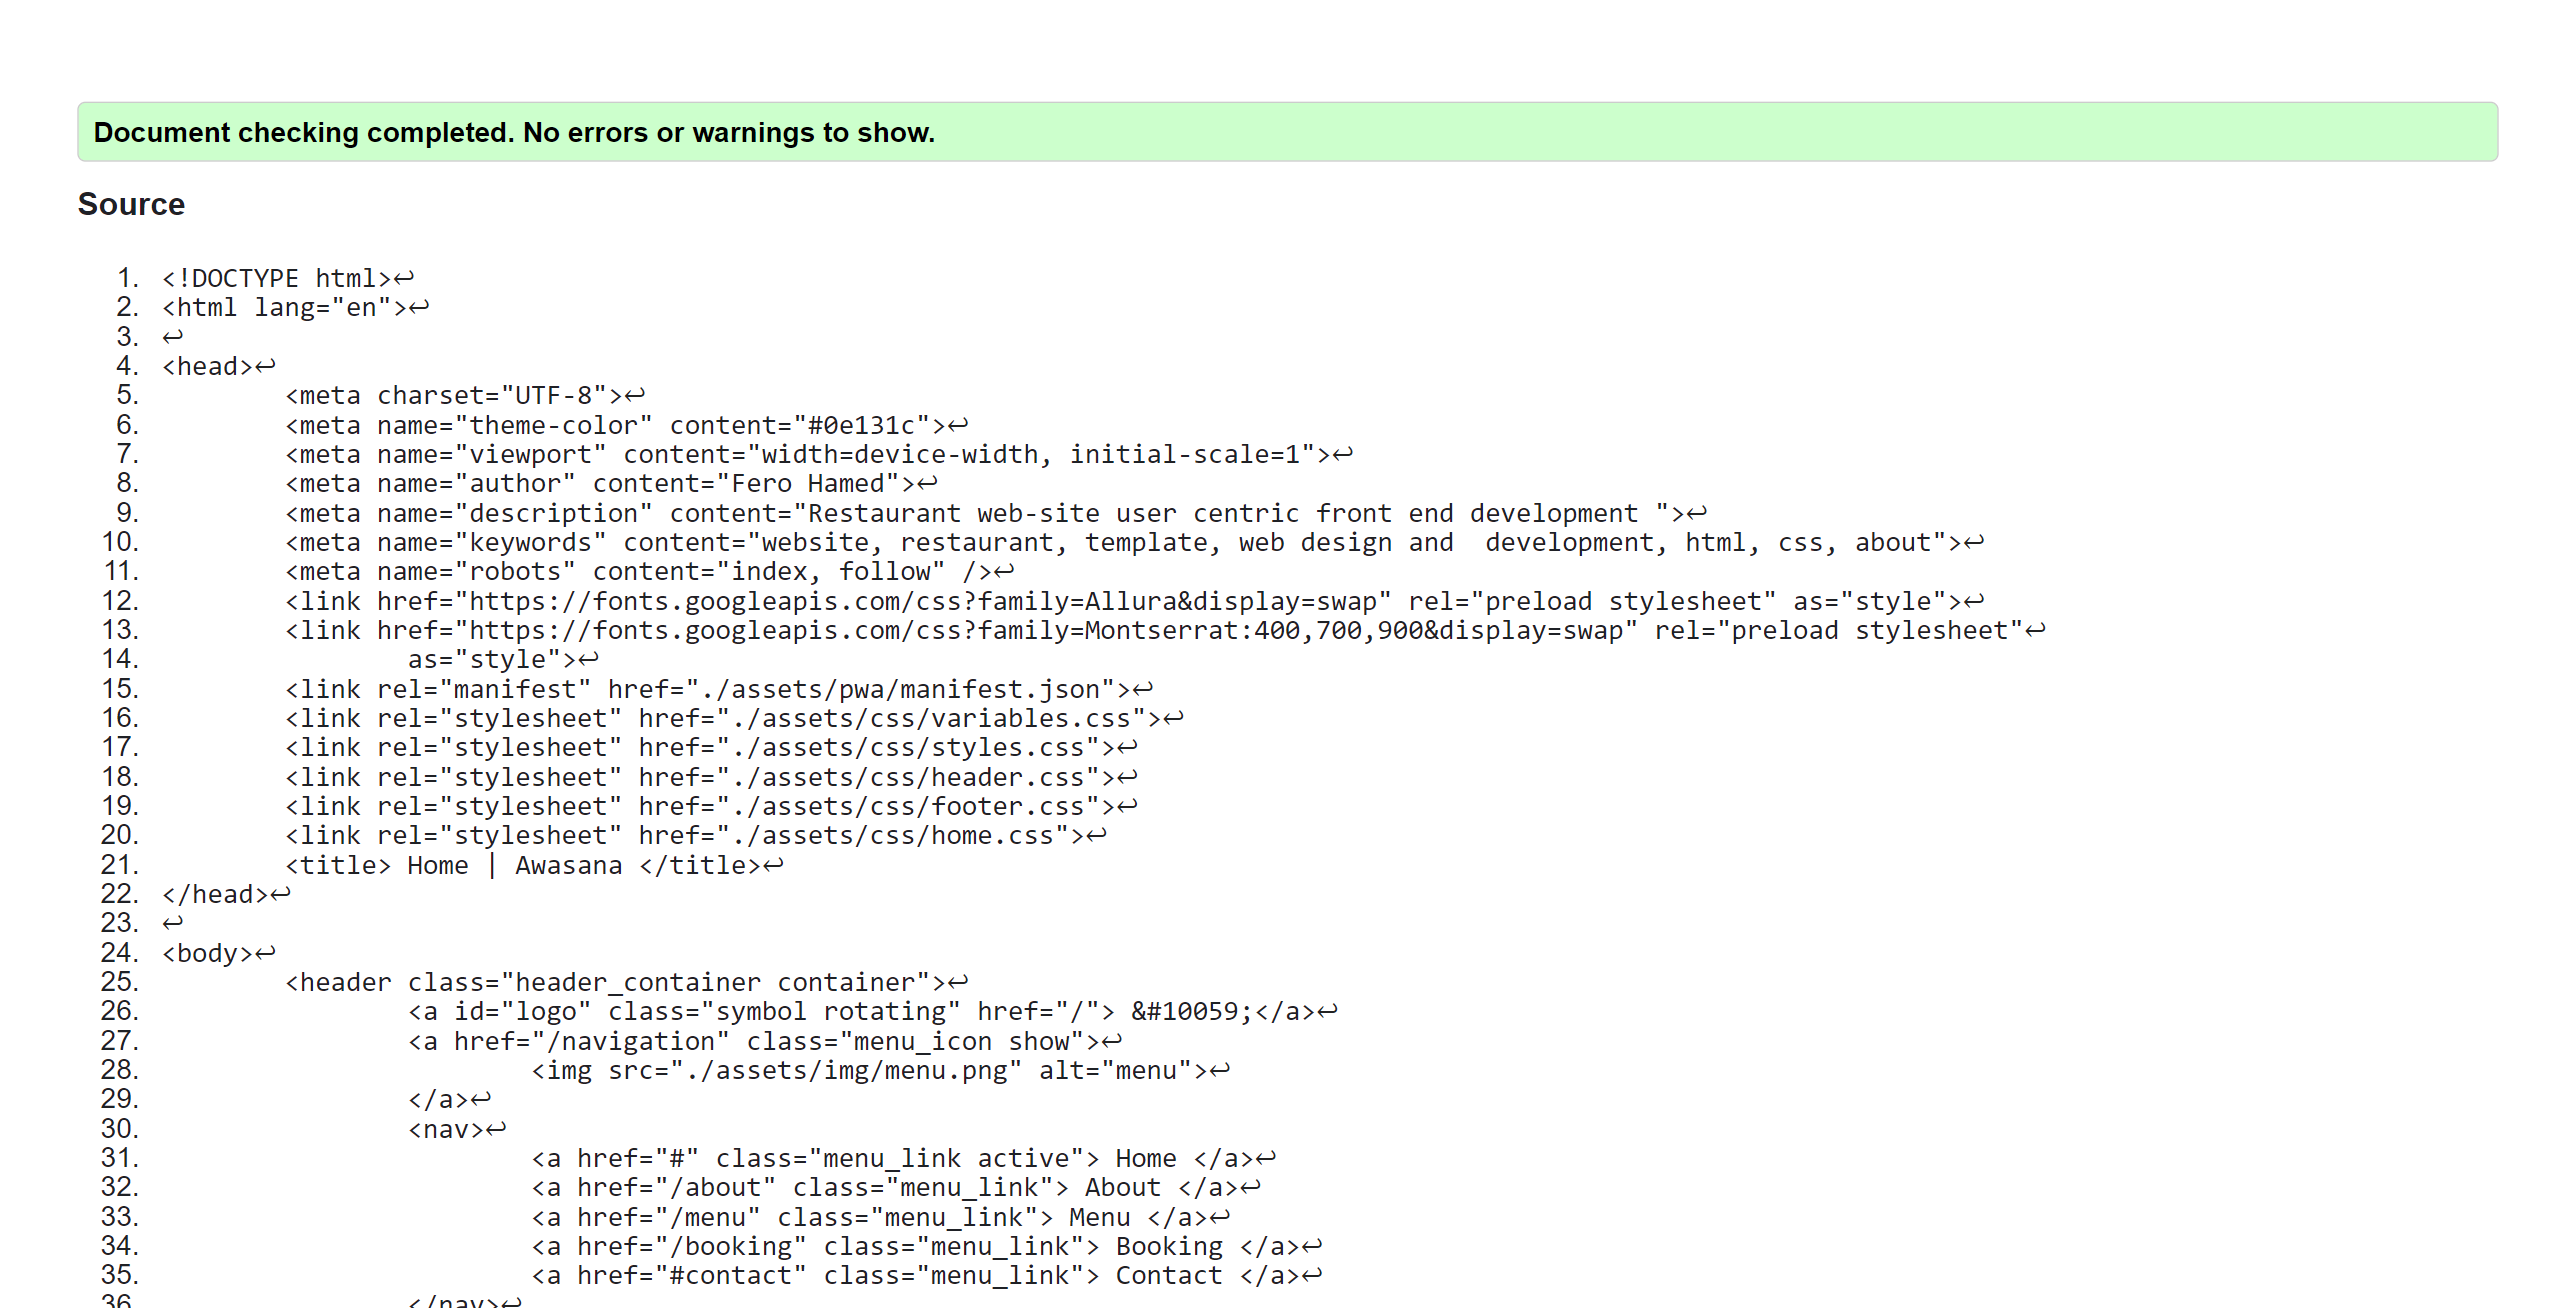 Document checking completed. No errors or warnings to show.
Source
1. <!DOCTYPE html>↩
2. <html lang="en">↩
3. ↩
4. <head>↩
5. <meta charset="UTF-8">↩
6. <meta name="theme-color" content="#0e131c">↩
7. <meta name="viewport" content="width=device-width, initial-scale=1">↩
8. <meta name="author" content="Fero Hamed">↩
9. <meta name="description" content="Restaurant web-site user centric front end development ">↩
10. <meta name="keywords" content="website, restaurant, template, web design and  development, html, css, about">↩
11. <meta name="robots" content="index, follow" />↩
12. <link href="https://fonts.googleapis.com/css?family=Allura&display=swap" rel="preload stylesheet" as="style">↩
13. <link href="https://fonts.googleapis.com/css?family=Montserrat:400,700,900&display=swap" rel="preload stylesheet"↩
14. as="style">↩
15. <link rel="manifest" href="./assets/pwa/manifest.json">↩
16. <link rel="stylesheet" href="./assets/css/variables.css">↩
17. <link rel="stylesheet" href="./assets/css/styles.css">↩
18. <link rel="stylesheet" href="./assets/css/header.css">↩
19. <link rel="stylesheet" href="./assets/css/footer.css">↩
20. <link rel="stylesheet" href="./assets/css/home.css">↩
21. <title> Home | Awasana </title>↩
22. </head>↩
23. ↩
24. <body>↩
25. <header class="header_container container">↩
26. <a id="logo" class="symbol rotating" href="/"> &#10059;</a>↩
27. <a href="/navigation" class="menu_icon show">↩
28. <img src="./assets/img/menu.png" alt="menu">↩
29. </a>↩
30. <nav>↩
31. <a href="#" class="menu_link active"> Home </a>↩
32. <a href="/about" class="menu_link"> About </a>↩
33. <a href="/menu" class="menu_link"> Menu </a>↩
34. <a href="/booking" class="menu_link"> Booking </a>↩
35. <a href="#contact" class="menu_link"> Contact </a>↩
36. </nav>↩